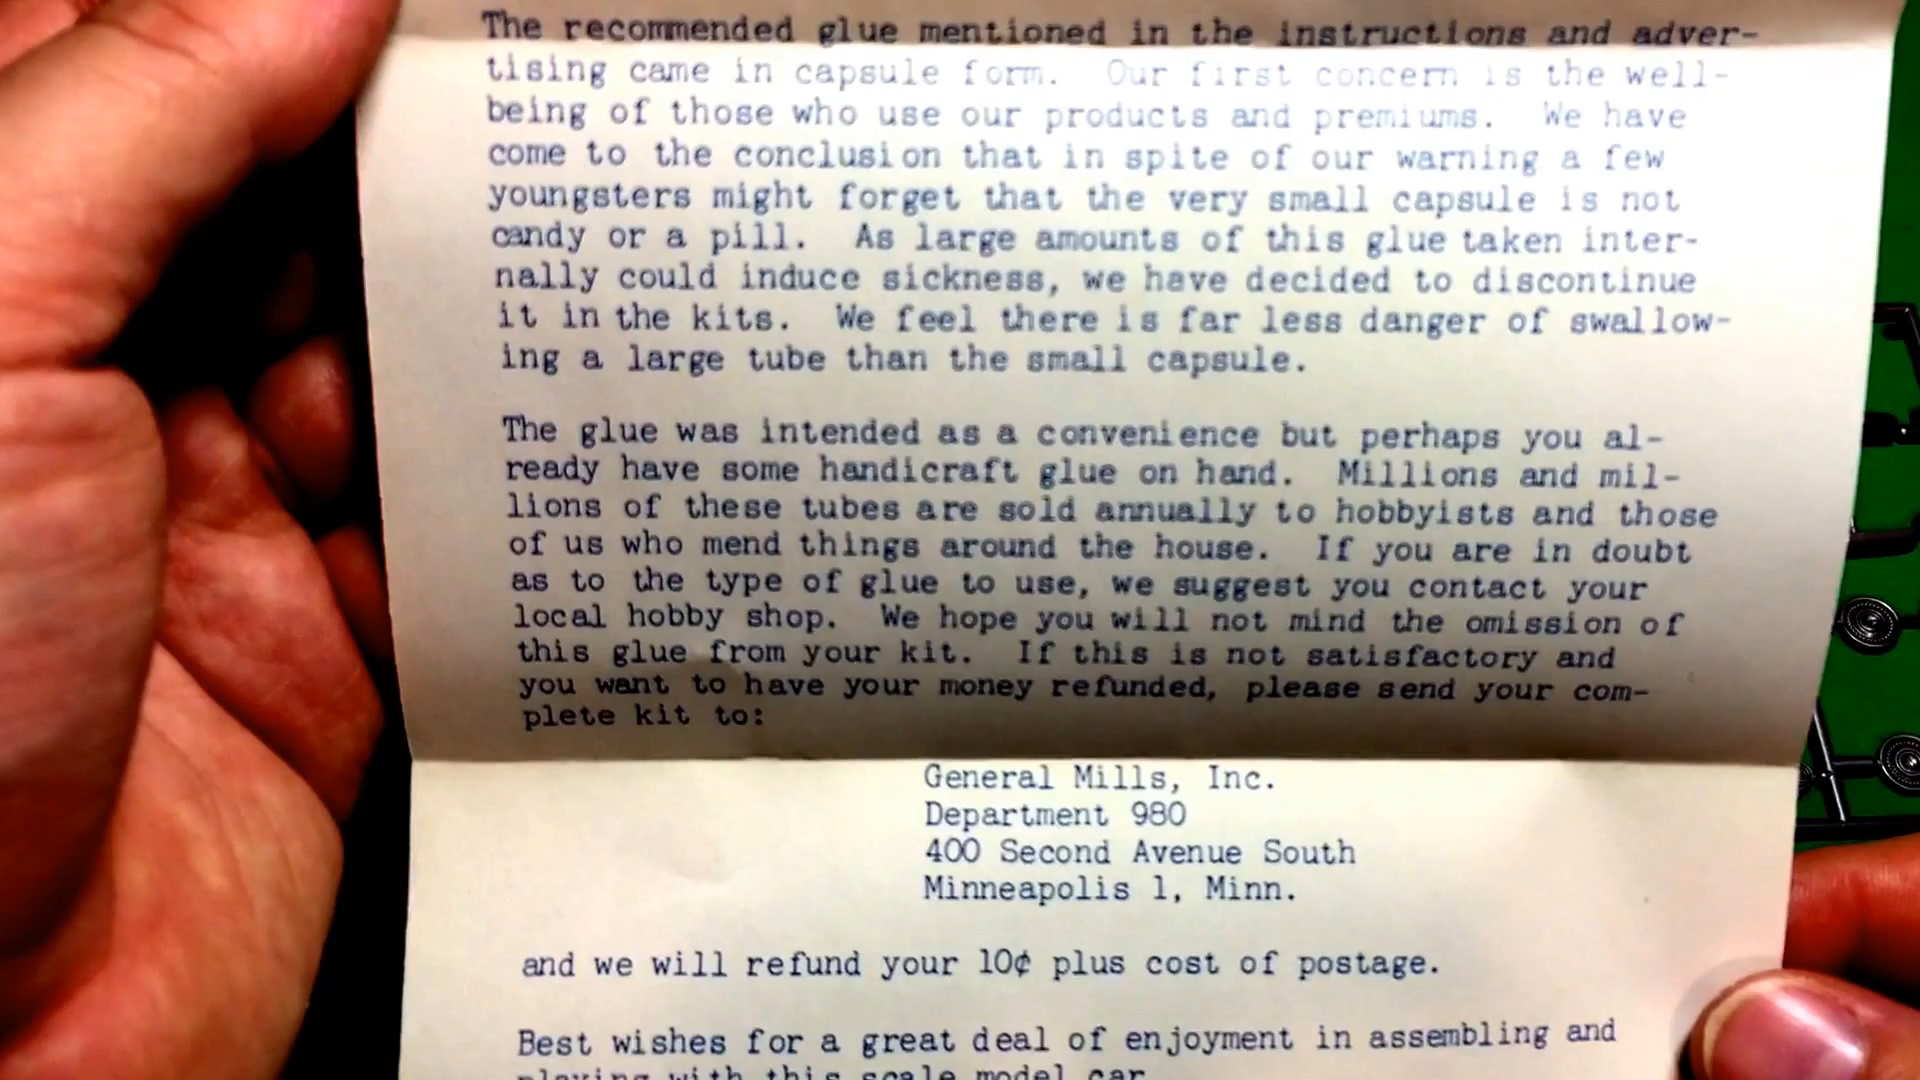 The recommended glue mentioned in the instructions and adver-
tising came in capsule form. Our first concern is the well-
being of those who use our products and premiums. We have
come to the conclusion that in spite of our warning a few
youngsters might forget that the very small capsule is not
candy or a pill. As large amounts of this glue taken inter-
nally could induce sickness, we have decided to discontinue
it in the kits. We feel there is far less danger of swallow-
ing a large tube than the small capsule.
The glue was intended as a convenience but perhaps you al-
ready have some handicraft glue on hand. Millions and mil-
lions of these tubes are sold annually to hobbyists and those
of us who mend things around the house. If you are in doubt
as to the type of glue to use, we suggest you contact your
local hobby shop. We hope you will not mind the omission of
this glue from your kit. If this is not satisfactory and
you want to have your money refunded, please send your com-
plete kit to:
General Mills, Inc.
Department 980
400 Second Avenue South
Minneapolis 1, Minn.
and we will refund your 10¢ plus cost of postage.
Best wishes for a great deal of enjoyment in assembling and
playing with this scale model car